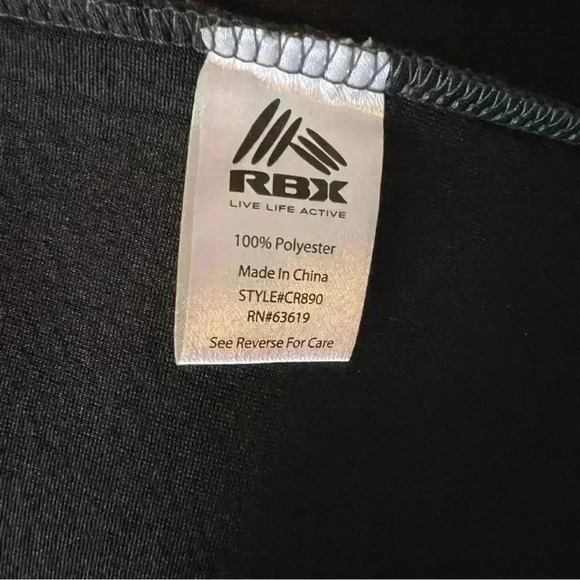 RBX
LIVE LIFE ACTIVE
100% Polyester
Made In China
STYLE#CR890
RN#63619
See Reverse For Care